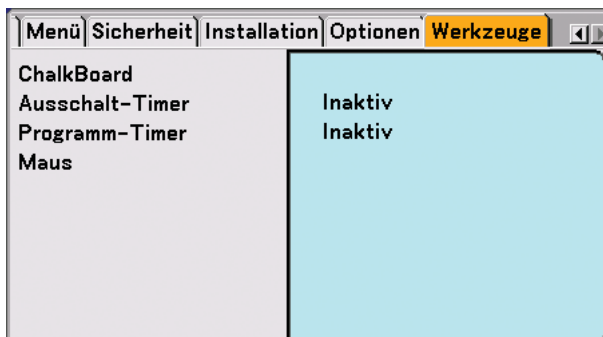 Menü Sicherheit Installation Optionen Werkzeuge
ChalkBoard
Ausschalt-Timer Inaktiv
Programm-Timer Inaktiv
Maus